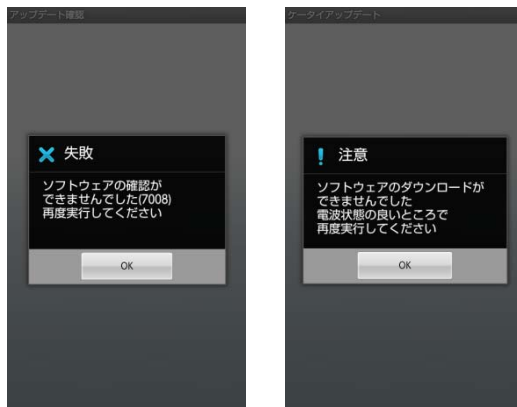 アップデート確認
失敗
ソフトウェアの確認が
できませんでした(7008)
再度実行してください
OK
ケータイアップデート
注意
ソフトウェアのダウンロードが
できませんでした
電波状態の良いところで
再度実行してください
OK